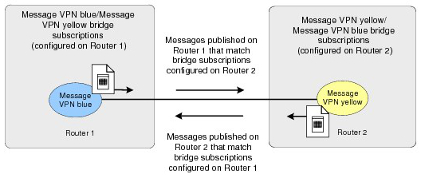 Message VPN blue/Message
VPN yellow bridge
subscriptions
(configured on Router 1)
Message
VPN blue
Router 1
Messages published on
Router 1 that match
bridge subscriptions
configured on Router 2
Messages published on
Router 2 that match
bridge subscriptions
configured on Router 1
Message VPN yellow/
Message VPN blue bridge
subscriptions
(configured on Router 2)
Message
VPN yellow
Router 2